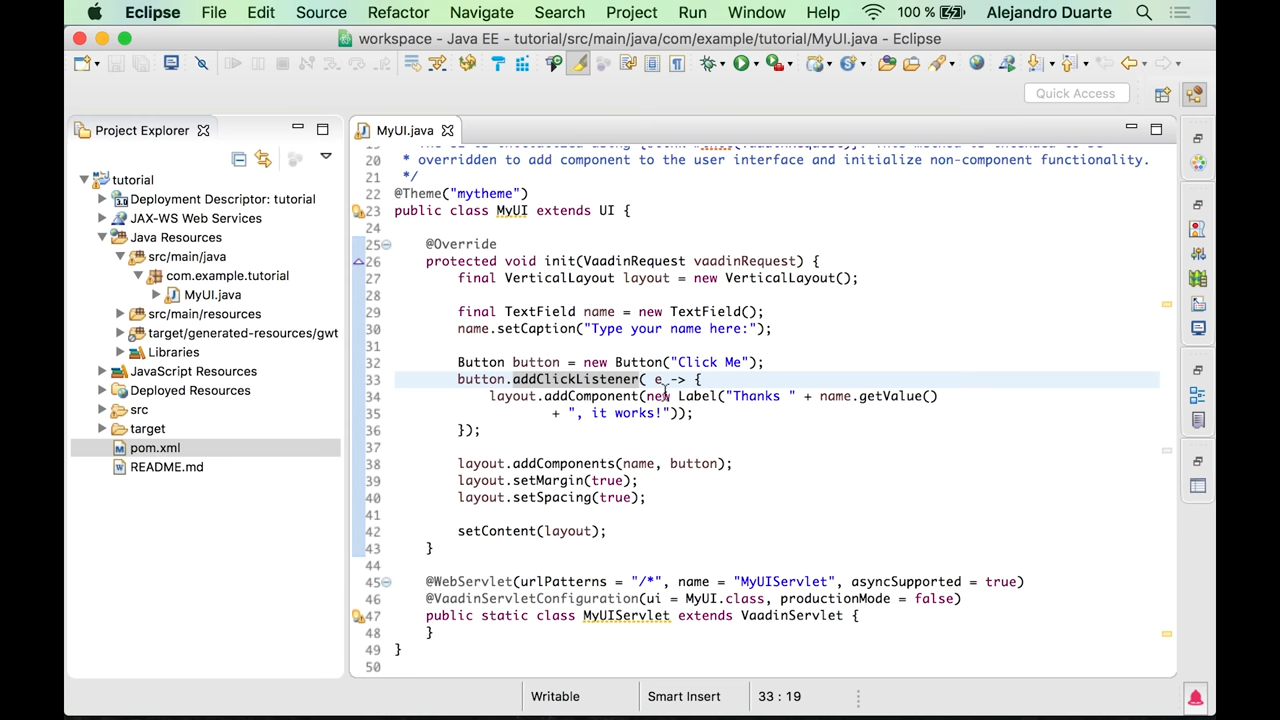 Eclipse File Edit Source Refactor Navigate Search Project Run Window Help 100 % Alejandro Duarte
workspace - Java EE - tutorial/src/main/java/com/example/tutorial/MyUI.java - Eclipse
Quick Access
Project Explorer
tutorial
Deployment Descriptor: tutorial
JAX-WS Web Services
Java Resources
src/main/java
com.example.tutorial
MyUI.java
src/main/resources
target/generated-resources/gwt
Libraries
JavaScript Resources
Deployed Resources
src
target
pom.xml
README.md
MyUI.java
20 * overridden to add component to the user interface and initialize non-component functionality.
21 */
22 @Theme("mytheme")
23 public class MyUI extends UI {
24
25 @Override
26 protected void init(VaadinRequest vaadinRequest) {
27 final VerticalLayout layout = new VerticalLayout();
28
29 final TextField name = new TextField();
30 name.setCaption("Type your name here:");
31
32 Button button = new Button("Click Me");
33 button.addClickListener( e -> {
34 layout.addComponent(new Label("Thanks " + name.getValue()
35 + ", it works!"));
36 });
37
38 layout.addComponents(name, button);
39 layout.setMargin(true);
40 layout.setSpacing(true);
41
42 setContent(layout);
43 }
44
45 @WebServlet(urlPatterns = "/*", name = "MyUIServlet", asyncSupported = true)
46 @VaadinServletConfiguration(ui = MyUI.class, productionMode = false)
47 public static class MyUIServlet extends VaadinServlet {
48 }
49 }
50
Writable Smart Insert 33 : 19